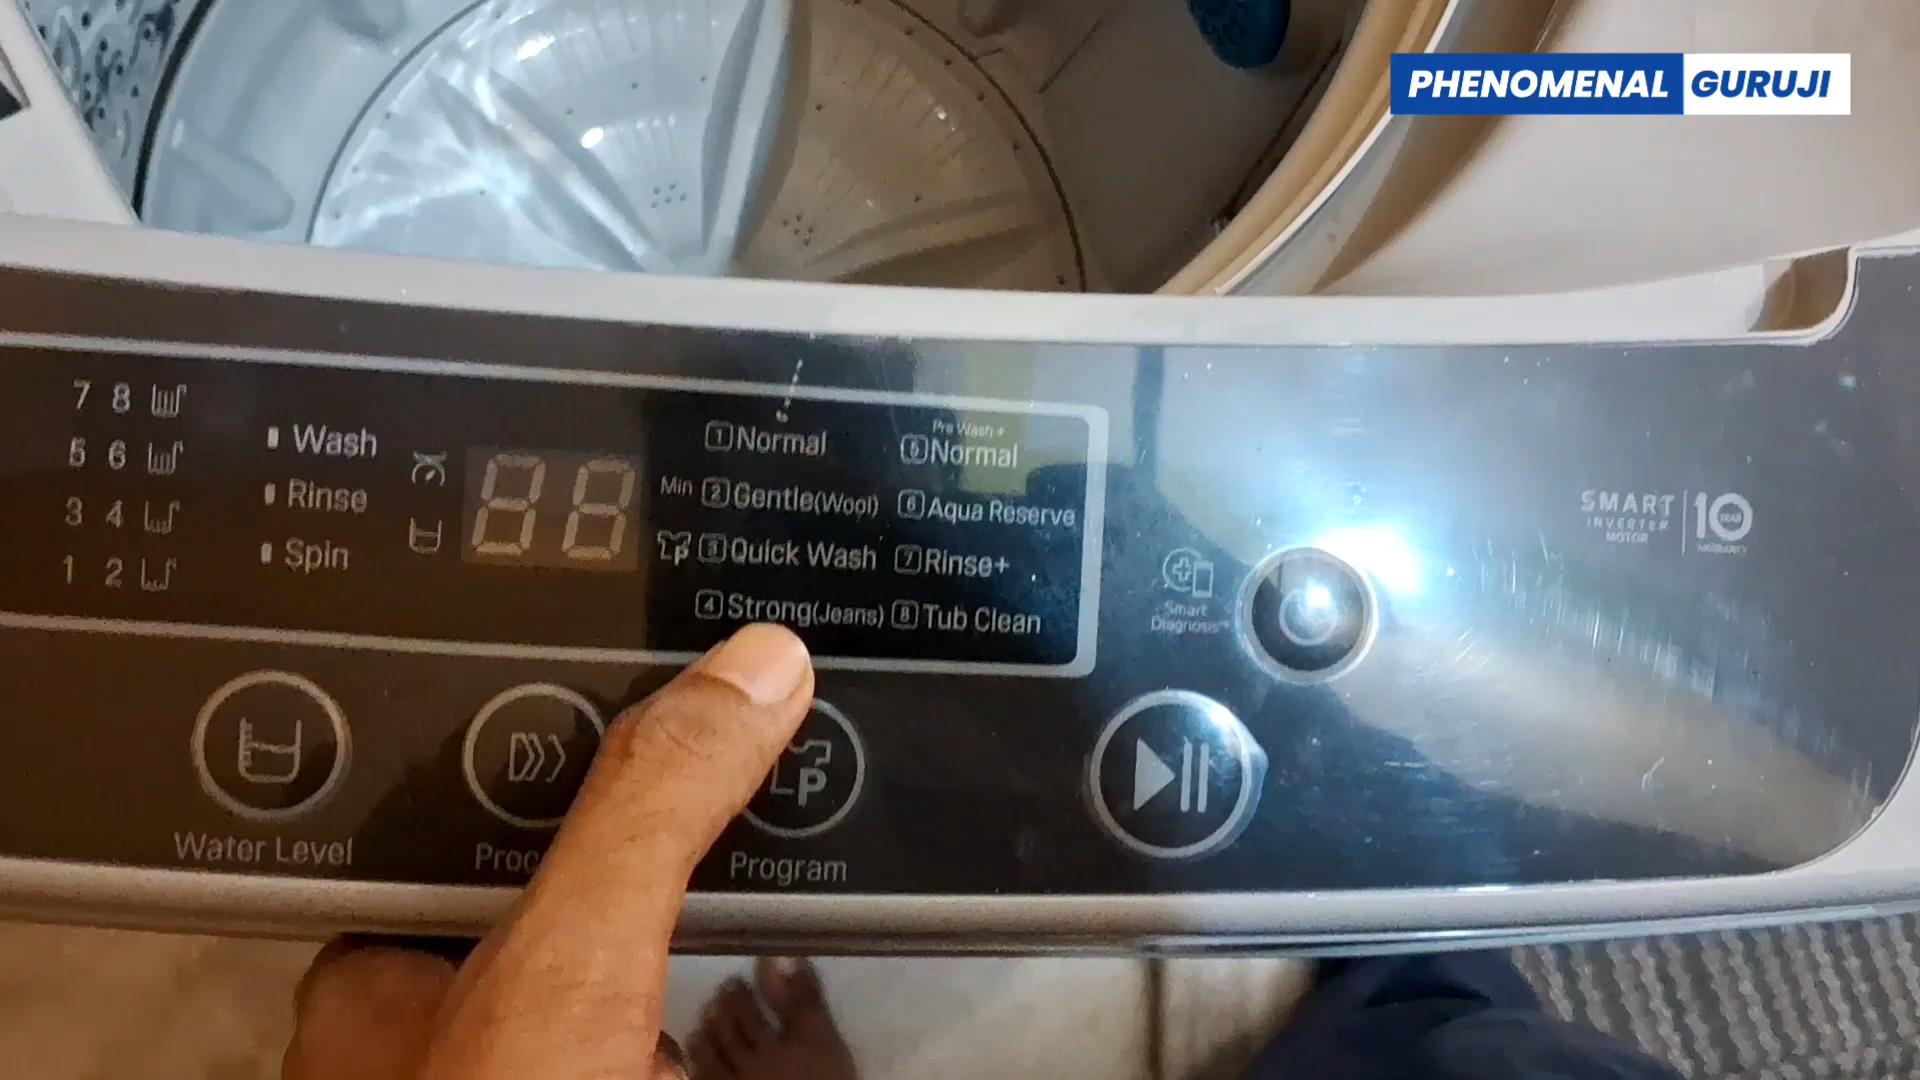 PHENOMENAL GURUJI
7 8
5 6
3 4
1 2
Wash
Rinse
Spin
88
Min
1 Normal
2 Gentle(Wool)
3 Quick Wash
4 Strong(Jeans)
Pre Wash +
5 Normal
6 Aqua Reserve
7 Rinse+
8 Tub Clean
Smart
Diagnosis™
SMART
INVERTER
MOTOR
10
YEAR
WARRANTY
P
P
Water Level
Program